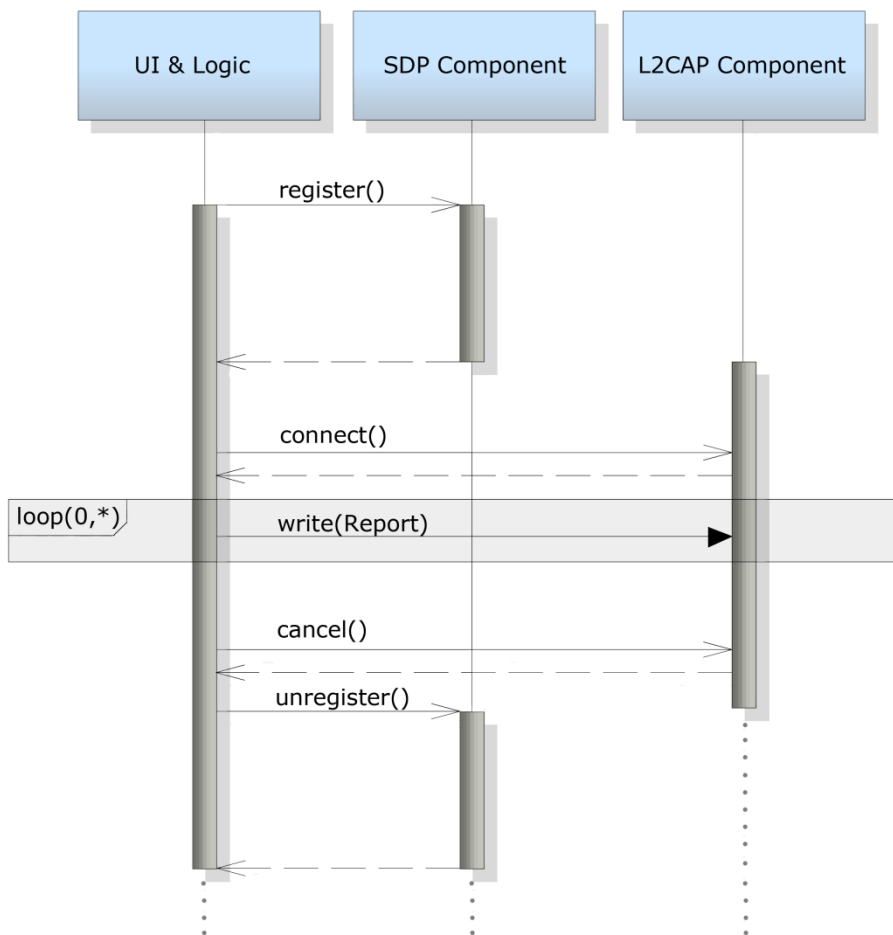 UI & Logic
SDP Component
L2CAP Component
register()
connect()
loop(0,*)
write(Report)
cancel()
unregister()